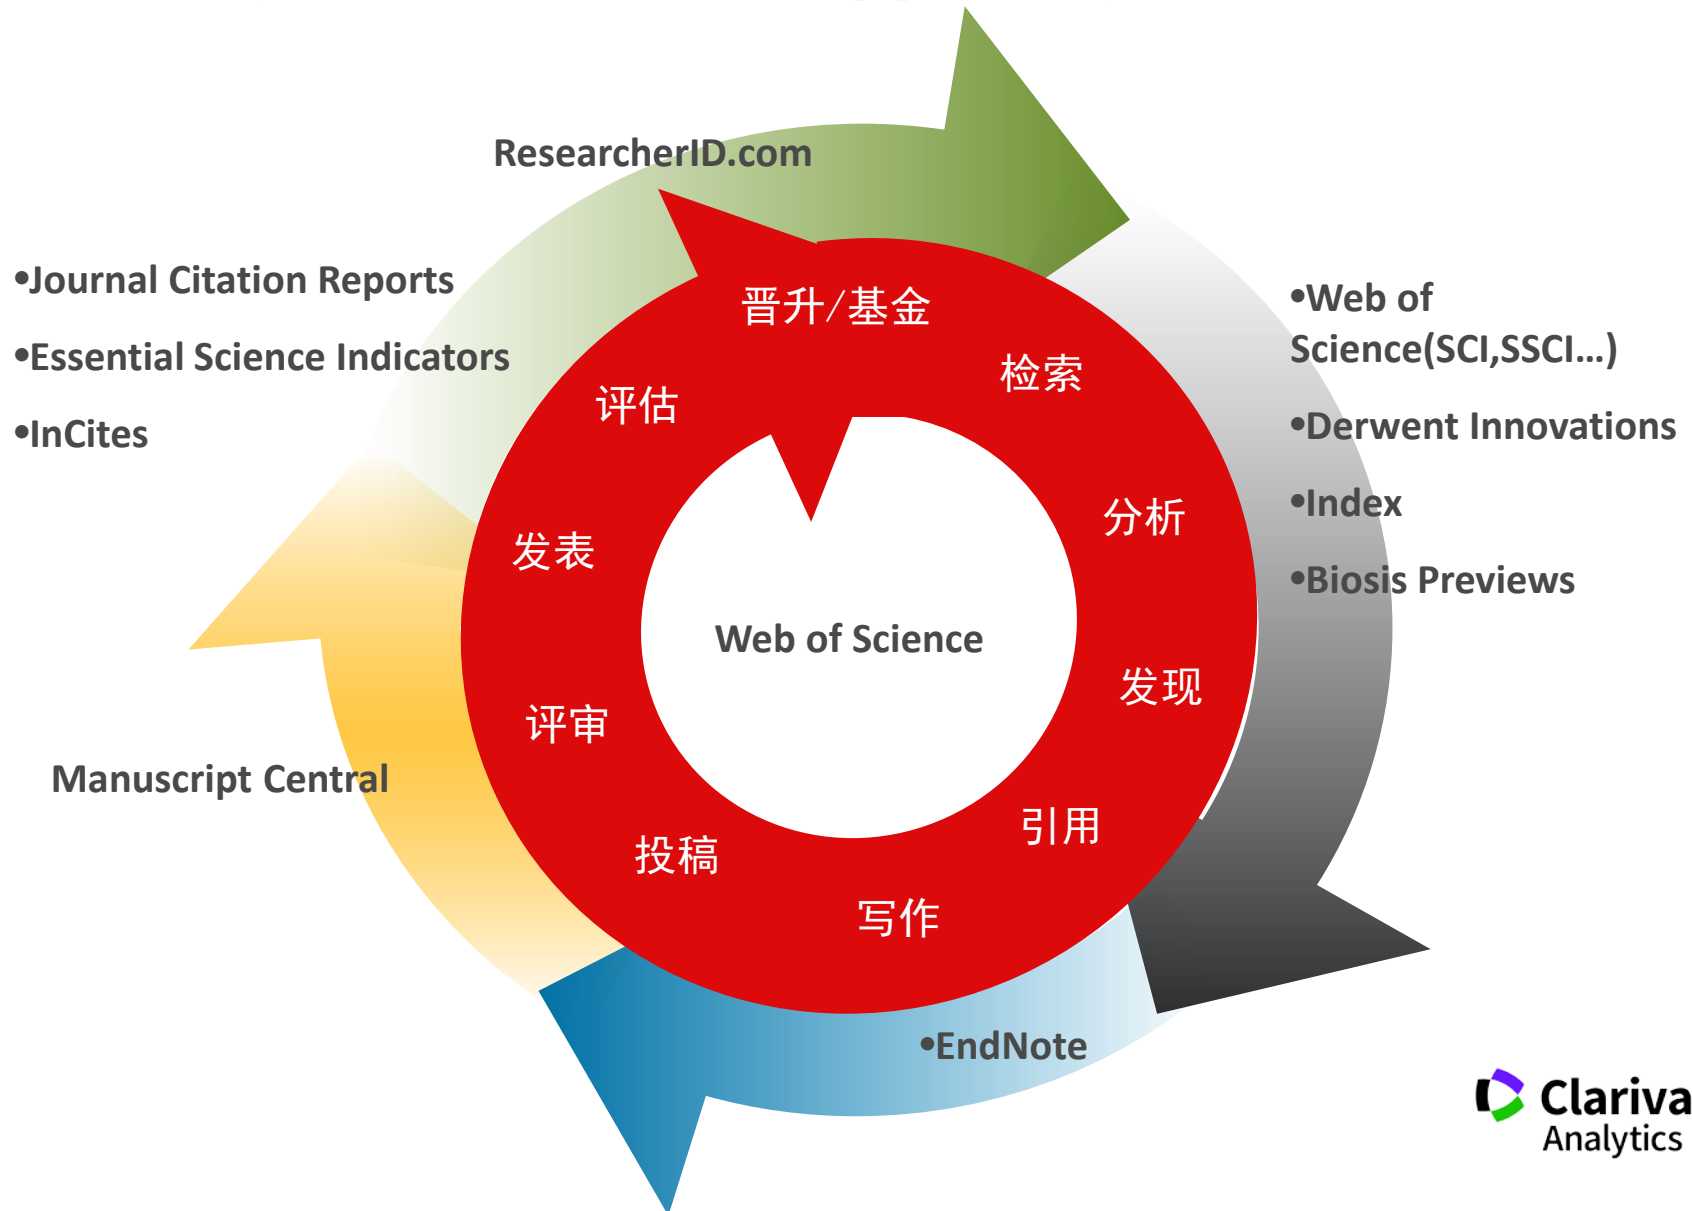 ResearcherID.com
•Journal Citation Reports
•Essential Science Indicators
•InCites
晋升/基金
检索
评估
分析
发表
发现
Web of Science
评审
引用
投稿
写作
•Web of
Science(SCI,SSCI...)
•Derwent Innovations
•Index
•Biosis Previews
Manuscript Central
•EndNote
Clariva
Analytics